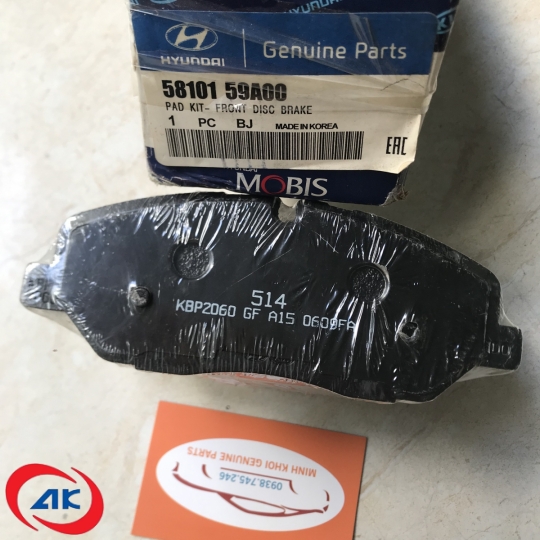 HYUNDAI
Genuine Parts
58101 59A00
PAD KIT- FRONT DISC BRAKE
1 PC BJ MADE IN KOREA
EAC
MOBIS
514
KBP2060 GF A15 0609FA
MINH KHOI GENUINE PARTS
0938.745.246
AK